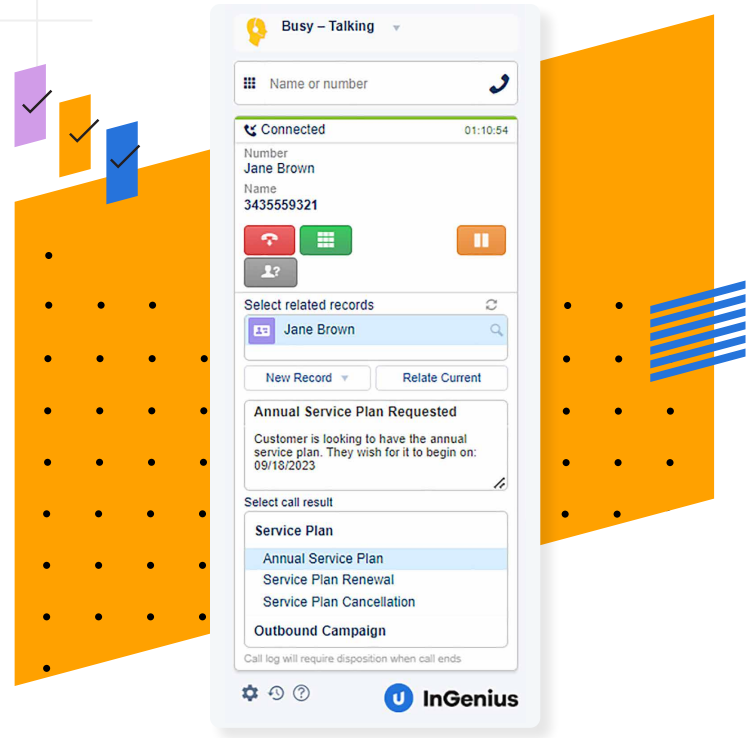 Busy – Talking
Name or number
Connected 01:10:54
Number
Jane Brown
Name
3435559321
Select related records
Jane Brown
New Record Relate Current
Annual Service Plan Requested
Customer is looking to have the annual
service plan. They wish for it to begin on:
09/18/2023
Select call result
Service Plan
Annual Service Plan
Service Plan Renewal
Service Plan Cancellation
Outbound Campaign
Call log will require disposition when call ends
InGenius